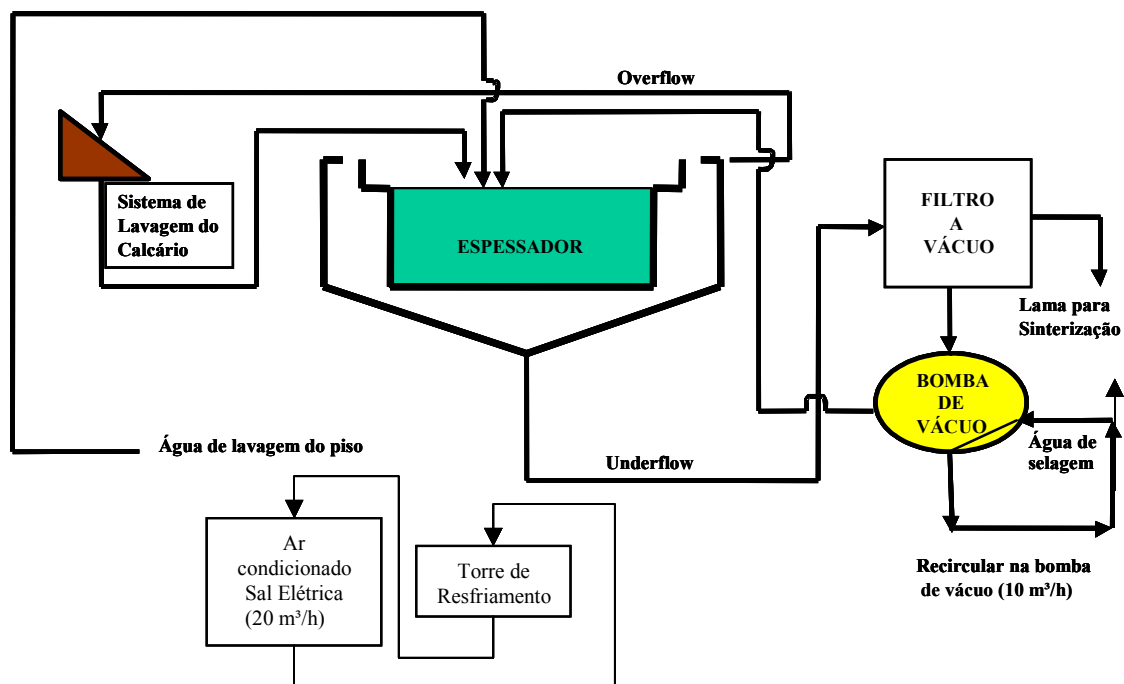 Overflow
Sistema de
Lavagem do
Calcário
ESPESSADOR
FILTRO
A
VÁCUO
Lama para
Sinterização
BOMBA
DE
VÁCUO
Água de
selagem
Água de lavagem do piso
Underflow
Ar
condicionado
Sal Elétrica
(20 m³/h)
Torre de
Resfriamento
Recircular na bomba
de vácuo (10 m³/h)